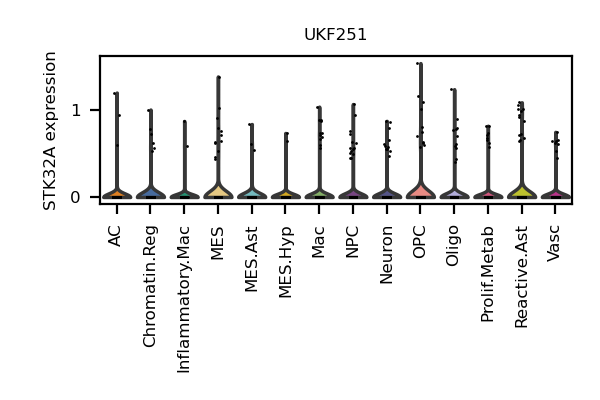 UKF251
STK32A expression
1
0
AC
Chromatin.Reg
Inflammatory.Mac
MES
MES.Ast
MES.Hyp
Mac
NPC
Neuron
OPC
Oligo
Prolif.Metab
Reactive.Ast
Vasc